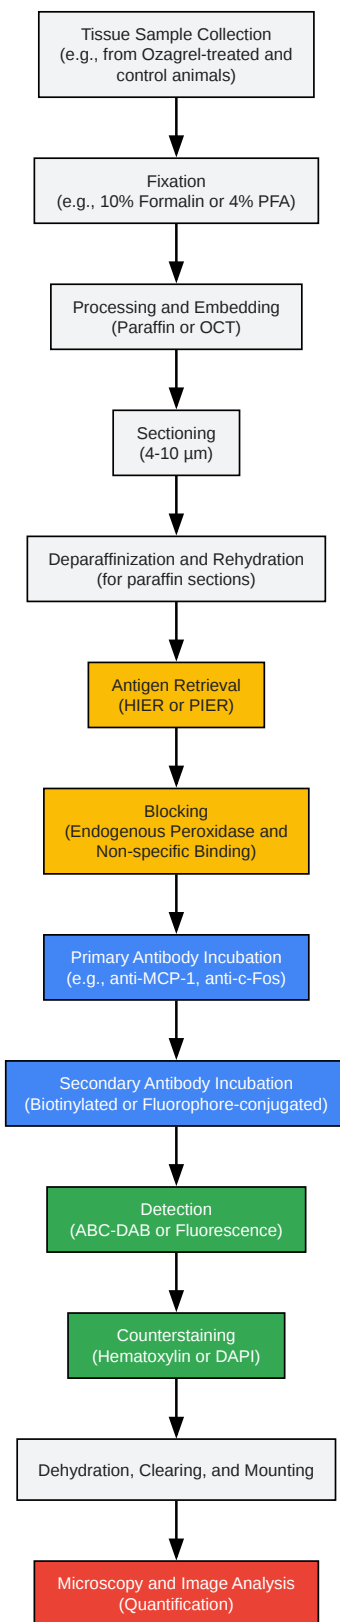 Tissue Sample Collection
(e.g., from Ozagrel-treated and
control animals)
Fixation
(e.g., 10% Formalin or 4% PFA)
Processing and Embedding
(Paraffin or OCT)
Sectioning
(4-10 µm)
Deparaffinization and Rehydration
(for paraffin sections)
Antigen Retrieval
(HIER or PIER)
Blocking
(Endogenous Peroxidase and
Non-specific Binding)
Primary Antibody Incubation
(e.g., anti-MCP-1, anti-c-Fos)
Secondary Antibody Incubation
(Biotinylated or Fluorophore-conjugated)
Detection
(ABC-DAB or Fluorescence)
Counterstaining
(Hematoxylin or DAPI)
Dehydration, Clearing, and Mounting
Microscopy and Image Analysis
(Quantification)